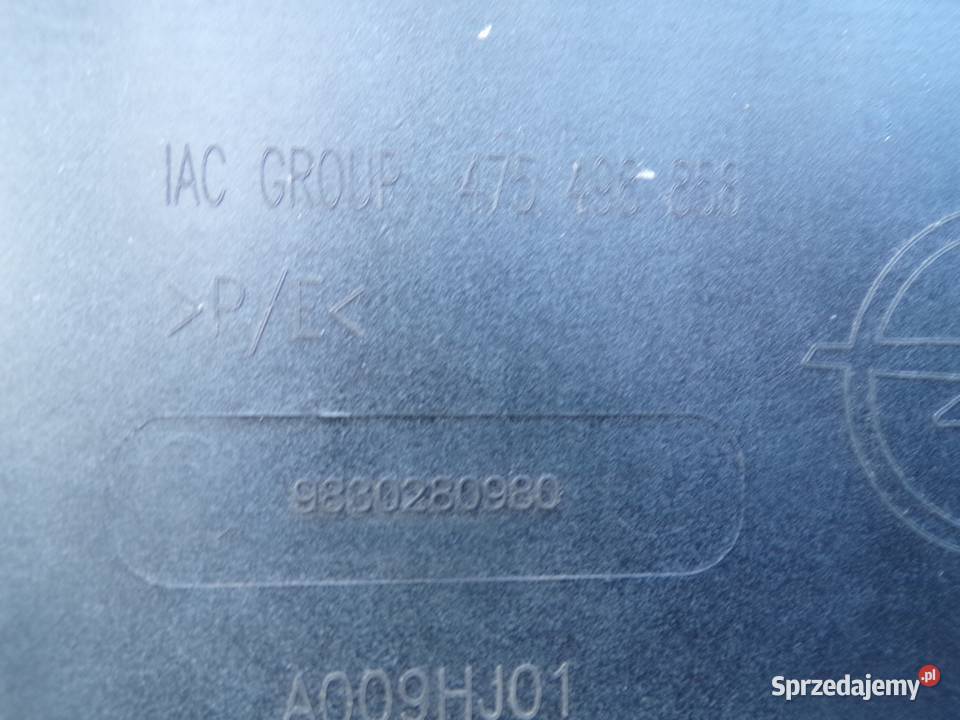 IAC GROUP 475 498 858
>P/E<
9830280980
A009HJ01
Sprzedajemy.pl